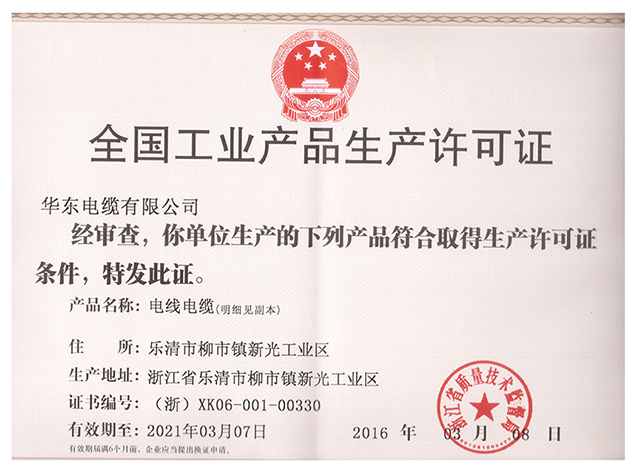 全国工业产品生产许可证
华东电缆有限公司
经审查，你单位生产的下列产品符合取得生产许可证
条件，特发此证。
产品名称：电线电缆(明细见副本)
住 所：乐清市柳市镇新光工业区
生产地址：浙江省乐清市柳市镇新光工业区
证书编号：（浙）XK06-001-00330
有效期至：2021年03月07日
2016 年 03 月 08 日
有效期届满6个月前，企业应当提出换证申请。
浙江省质量技术监督局